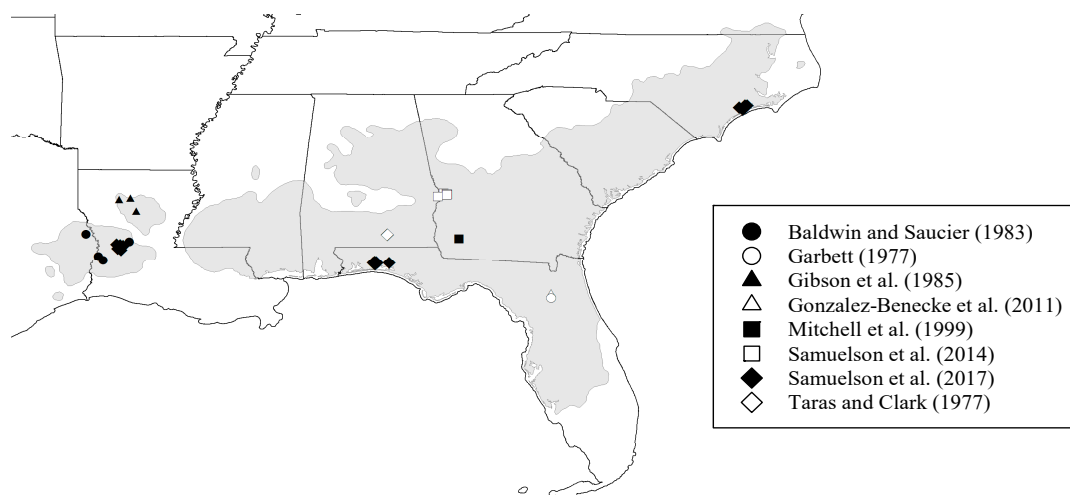 Baldwin and Saucier (1983)
Garbett (1977)
Gibson et al. (1985)
Gonzalez-Benecke et al. (2011)
Mitchell et al. (1999)
Samuelson et al. (2014)
Samuelson et al. (2017)
Taras and Clark (1977)